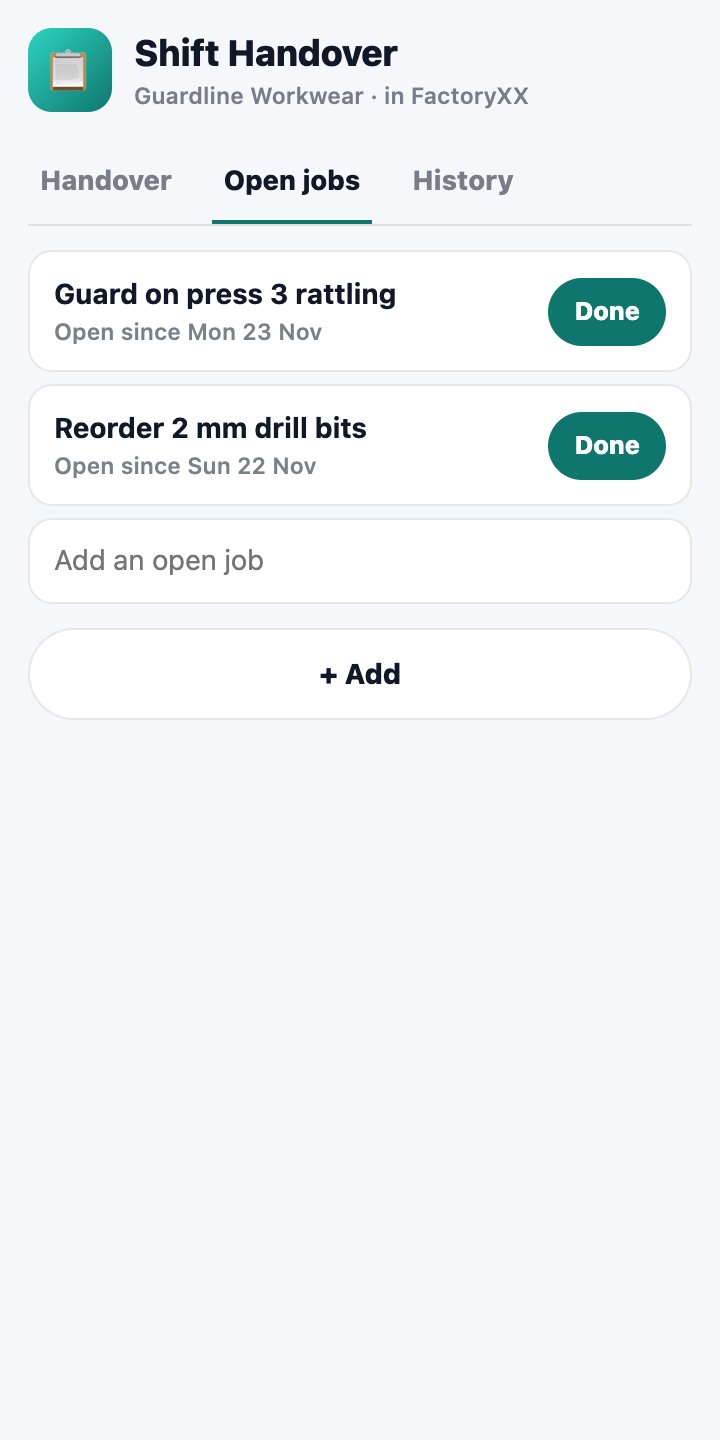 Shift Handover
Guardline Workwear · in FactoryXX
Handover Open jobs History
Guard on press 3 rattling
Open since Mon 23 Nov
Done
Reorder 2 mm drill bits
Open since Sun 22 Nov
Done
Add an open job
+ Add